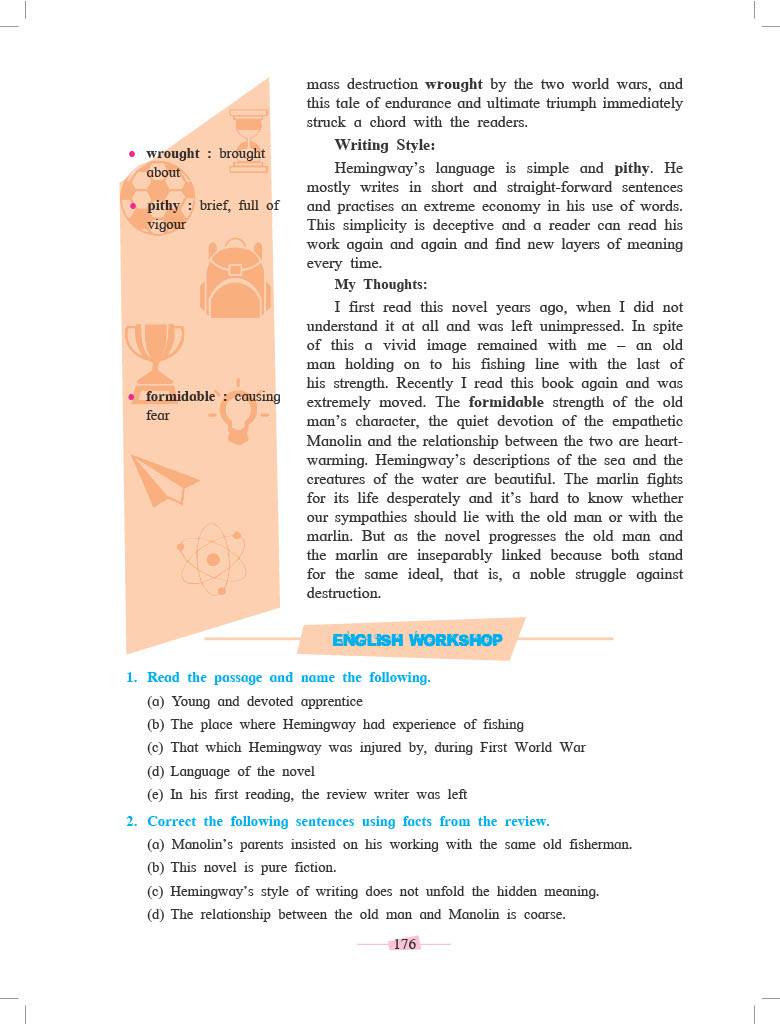 mass destruction wrought by the two world wars, and
this tale of endurance and ultimate triumph immediately
struck a chord with the readers.
Writing Style:
Hemingway's language is simple and pithy. He
mostly writes in short and straight-forward sentences
and practises an extreme economy in his use of words.
This simplicity is deceptive and a reader can read his
work again and again and find new layers of meaning
every time.
My Thoughts:
I first read this novel years ago, when I did not
understand it at all and was left unimpressed. In spite
of this a vivid image remained with me – an old
man holding on to his fishing line with the last of
his strength. Recently I read this book again and was
extremely moved. The formidable strength of the old
man's character, the quiet devotion of the empathetic
Manolin and the relationship between the two are heart-
warming. Hemingway's descriptions of the sea and the
creatures of the water are beautiful. The marlin fights
for its life desperately and it's hard to know whether
our sympathies should lie with the old man or with the
marlin. But as the novel progresses the old man and
the marlin are inseparably linked because both stand
for the same ideal, that is, a noble struggle against
destruction.
• wrought : brought
about
• pithy : brief, full of
vigour
• formidable : causing
fear
ENGLISH WORKSHOP
1. Read the passage and name the following.
(a) Young and devoted apprentice
(b) The place where Hemingway had experience of fishing
(c) That which Hemingway was injured by, during First World War
(d) Language of the novel
(e) In his first reading, the review writer was left
2. Correct the following sentences using facts from the review.
(a) Manolin's parents insisted on his working with the same old fisherman.
(b) This novel is pure fiction.
(c) Hemingway's style of writing does not unfold the hidden meaning.
(d) The relationship between the old man and Manolin is coarse.
176